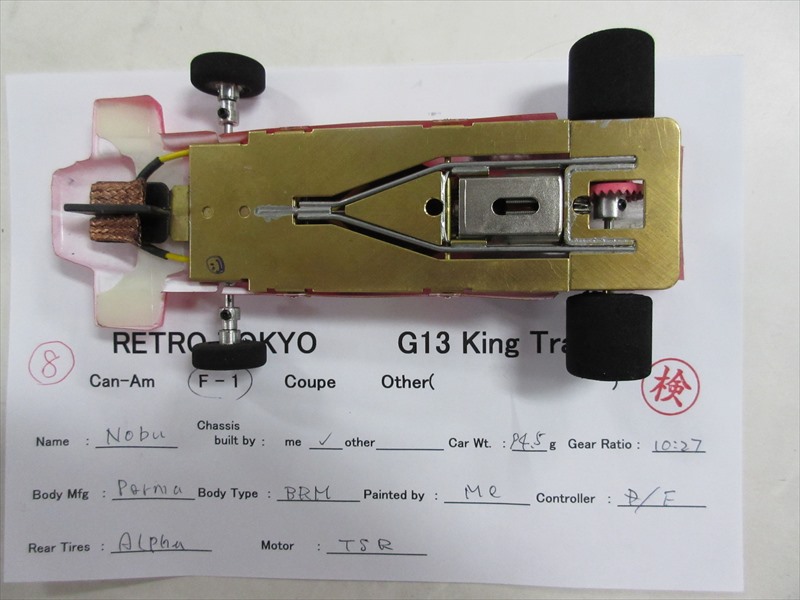 RETRO TOKYO G13 King Tra
8
Can-Am F-1 Coupe Other(
検
Name : Nobu Chassis built by : me ✓ other Car Wt. : 84.5 g Gear Ratio : 10:27
Body Mfg : Parma Body Type : BRM Painted by : Me Controller : P/E
Rear Tires : Alpha Motor : TSR